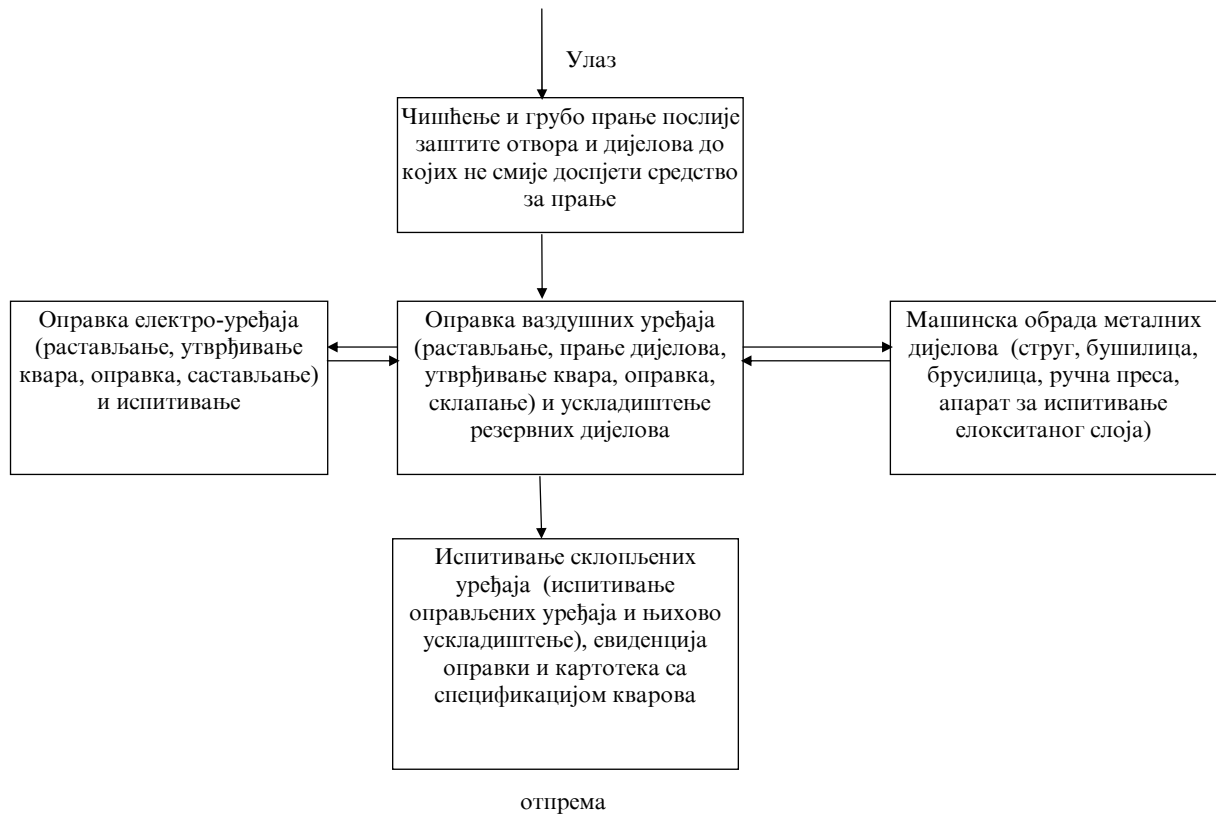 Улаз
Чишћење и грубо прање послије
заштите отвора и дијелова до
којих не смије доспјети средство
за прање
Оправка електро-уређаја
(растављање, утврђивање
квара, оправка, састављање)
и испитивање
Оправка ваздушних уређаја
(растављање, прање дијелова,
утврђивање квара, оправка,
склапање) и ускладиштење
резервних дијелова
Машинска обрада металних
дијелова (струг, бушилица,
брусилица, ручна преса,
апарат за испитивање
елокситаног слоја)
Испитивање склопљених
уређаја (испитивање
оправљених уређаја и њихово
ускладиштење), евиденција
оправки и картотека са
спецификацијом кварова
отпрема